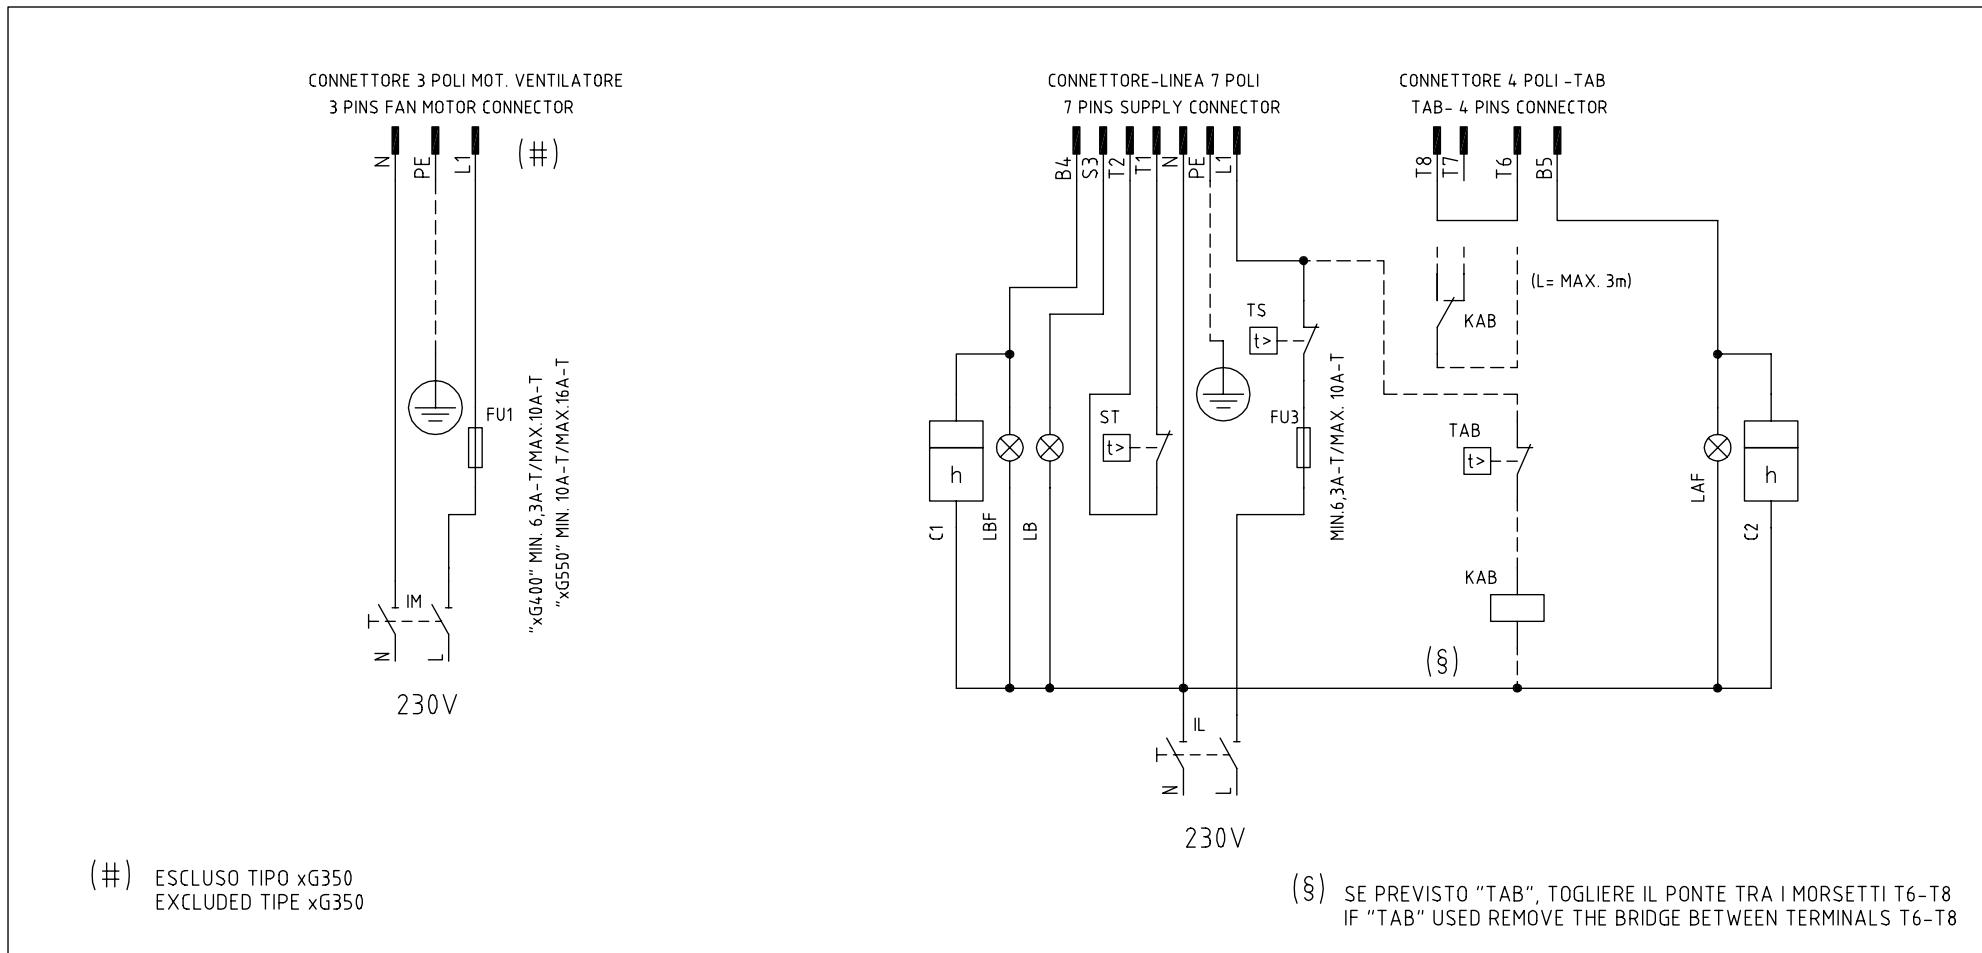 CONNETTORE 3 POLI MOT. VENTILATORE
3 PINS FAN MOTOR CONNECTOR
N
PE
L1
(#)
FU1
"xG400" MIN. 6,3A-T/MAX.10A-T
"xG550" MIN. 10A-T/MAX.16A-T
IM
N
L
230V
CONNETTORE-LINEA 7 POLI
7 PINS SUPPLY CONNECTOR
B4
S3
T2
T1
N
PE
L1
TS
t>
ST
t>
FU3
MIN.6,3A-T/MAX. 10A-T
h
C1
LBF
LB
IL
N
L
230V
CONNETTORE 4 POLI -TAB
TAB- 4 PINS CONNECTOR
T8
T7
T6
B5
(L= MAX. 3m)
KAB
TAB
t>
KAB
(§)
LAF
h
C2
(#) ESCLUSO TIPO xG350
EXCLUDED TIPE xG350
(§) SE PREVISTO "TAB", TOGLIERE IL PONTE TRA I MORSETTI T6-T8
IF "TAB" USED REMOVE THE BRIDGE BETWEEN TERMINALS T6-T8